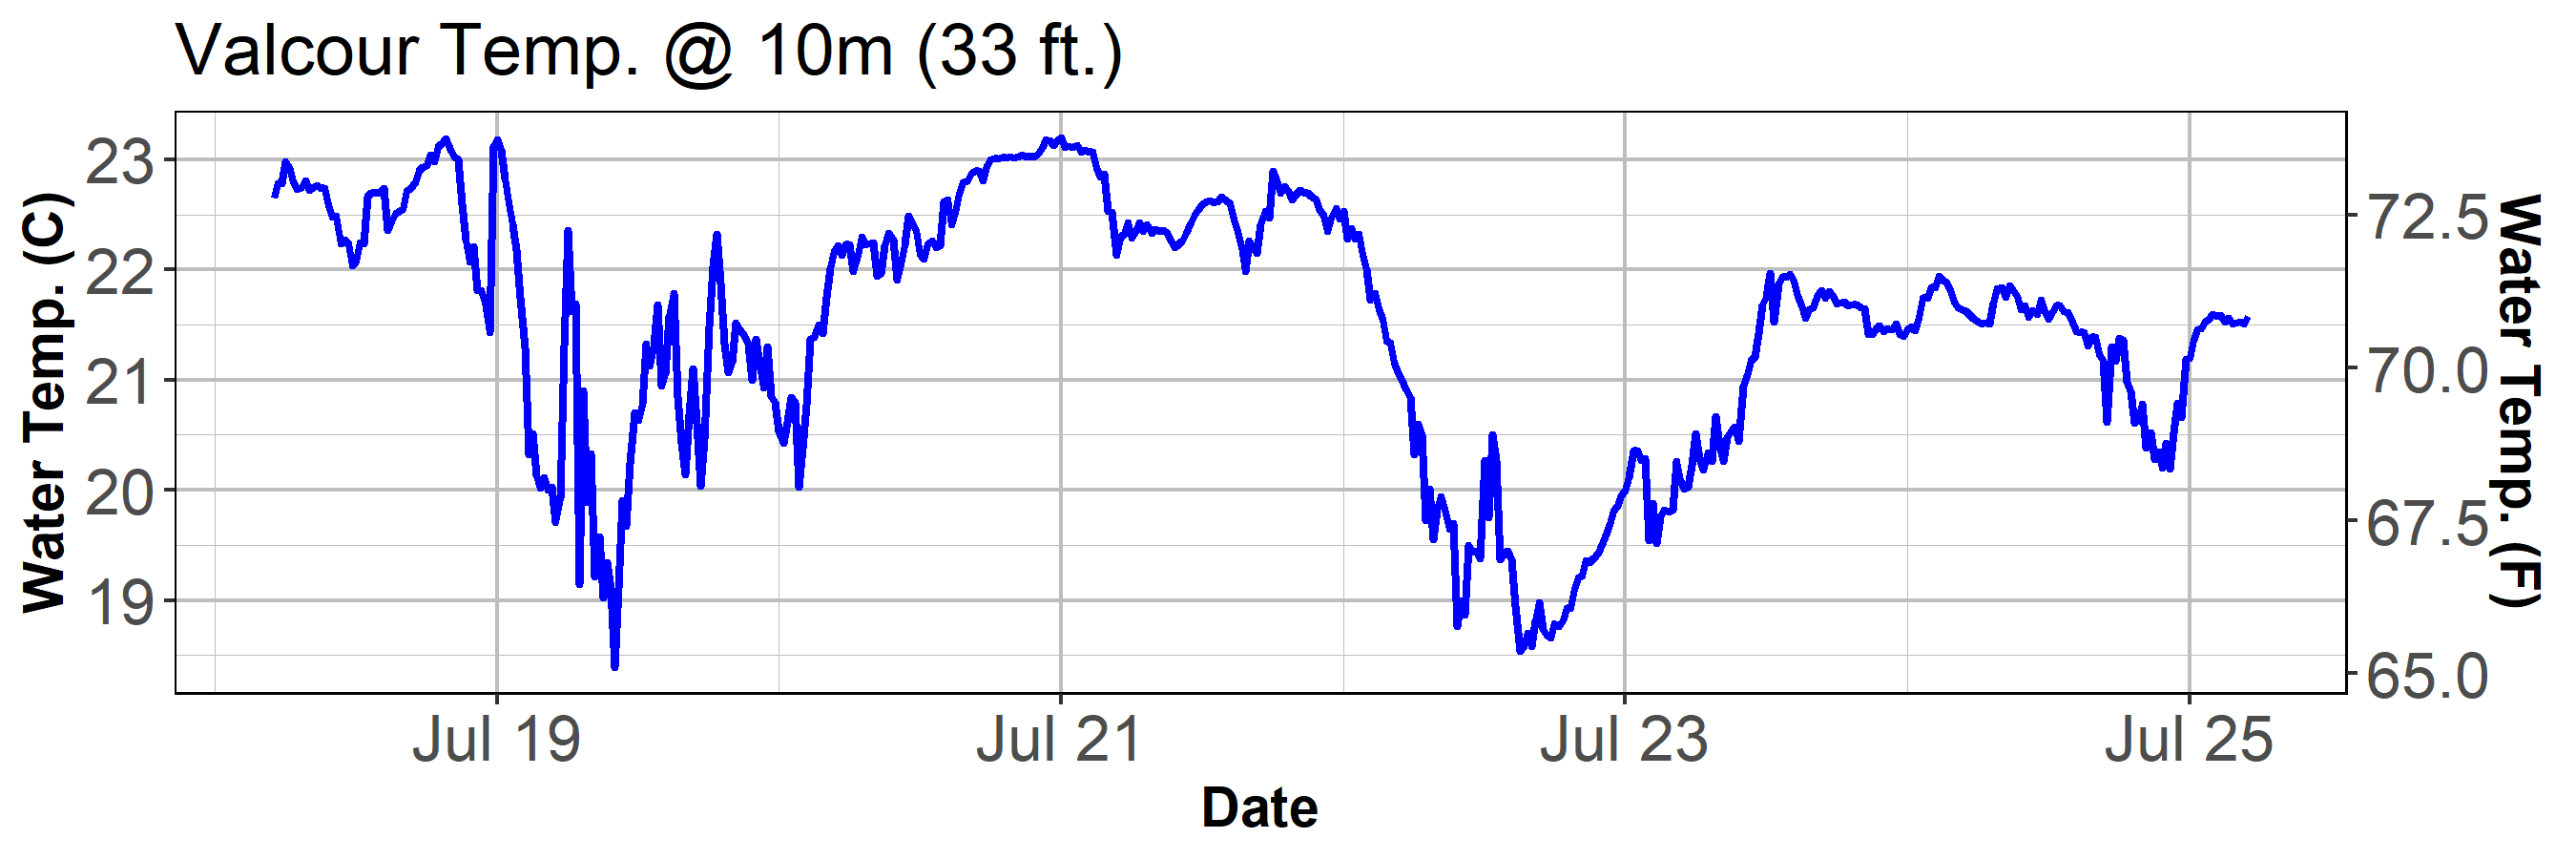 Valcour Temp. @ 10m (33 ft.)
Water Temp. (C)
23
22
21
20
19
72.5
70.0
67.5
65.0
Water Temp. (F)
Jul 19
Jul 21
Jul 23
Jul 25
Date